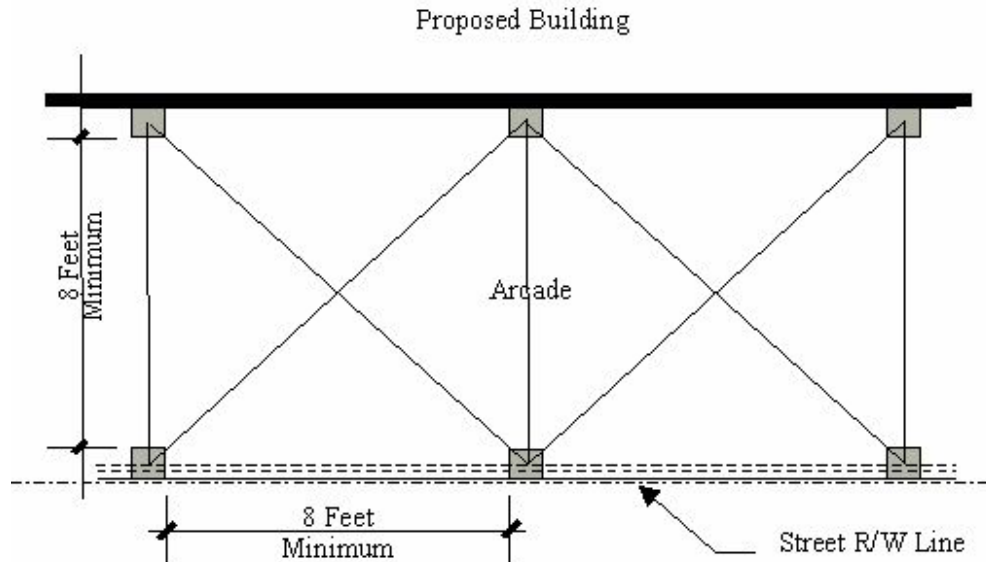 Proposed Building
8 Feet
Minimum
Arcade
8 Feet
Minimum
Street R/W Line